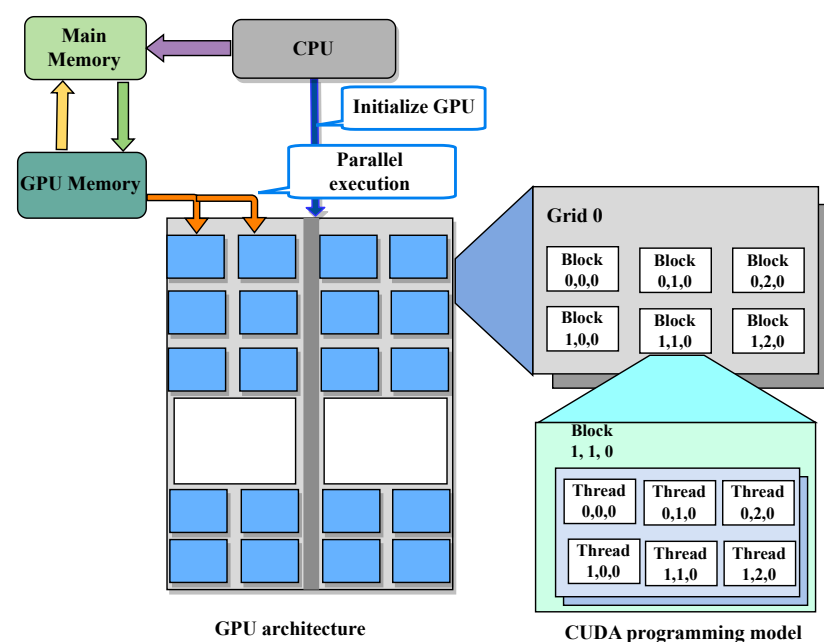 Main
Memory
CPU
Initialize GPU
GPU Memory
Parallel
execution
Grid 0
Block
0,0,0
Block
0,1,0
Block
0,2,0
Block
1,0,0
Block
1,1,0
Block
1,2,0
Block
1, 1, 0
Thread
0,0,0
Thread
0,1,0
Thread
0,2,0
Thread
1,0,0
Thread
1,1,0
Thread
1,2,0
GPU architecture
CUDA programming model